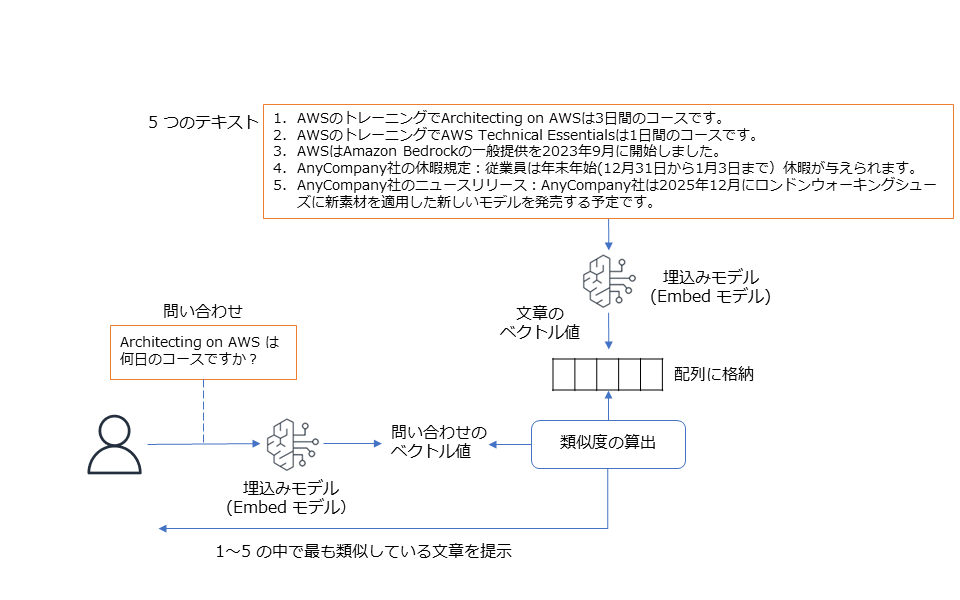 5 つのテキスト
1. AWSのトレーニングでArchitecting on AWSは3日間のコースです。
2. AWSのトレーニングでAWS Technical Essentialsは1日間のコースです。
3. AWSはAmazon Bedrockの一般提供を2023年9月に開始しました。
4. AnyCompany社の休暇規定：従業員は年末年始(12月31日から1月3日まで）休暇が与えられます。
5. AnyCompany社のニュースリリース：AnyCompany社は2025年12月にロンドンウォーキングシュー
ズに新素材を適用した新しいモデルを発売する予定です。
埋込みモデル
(Embed モデル)
文章の
ベクトル値
配列に格納
問い合わせ
Architecting on AWS は
何日のコースですか？
問い合わせの
ベクトル値
類似度の算出
埋込みモデル
(Embed モデル）
1～5 の中で最も類似している文章を提示